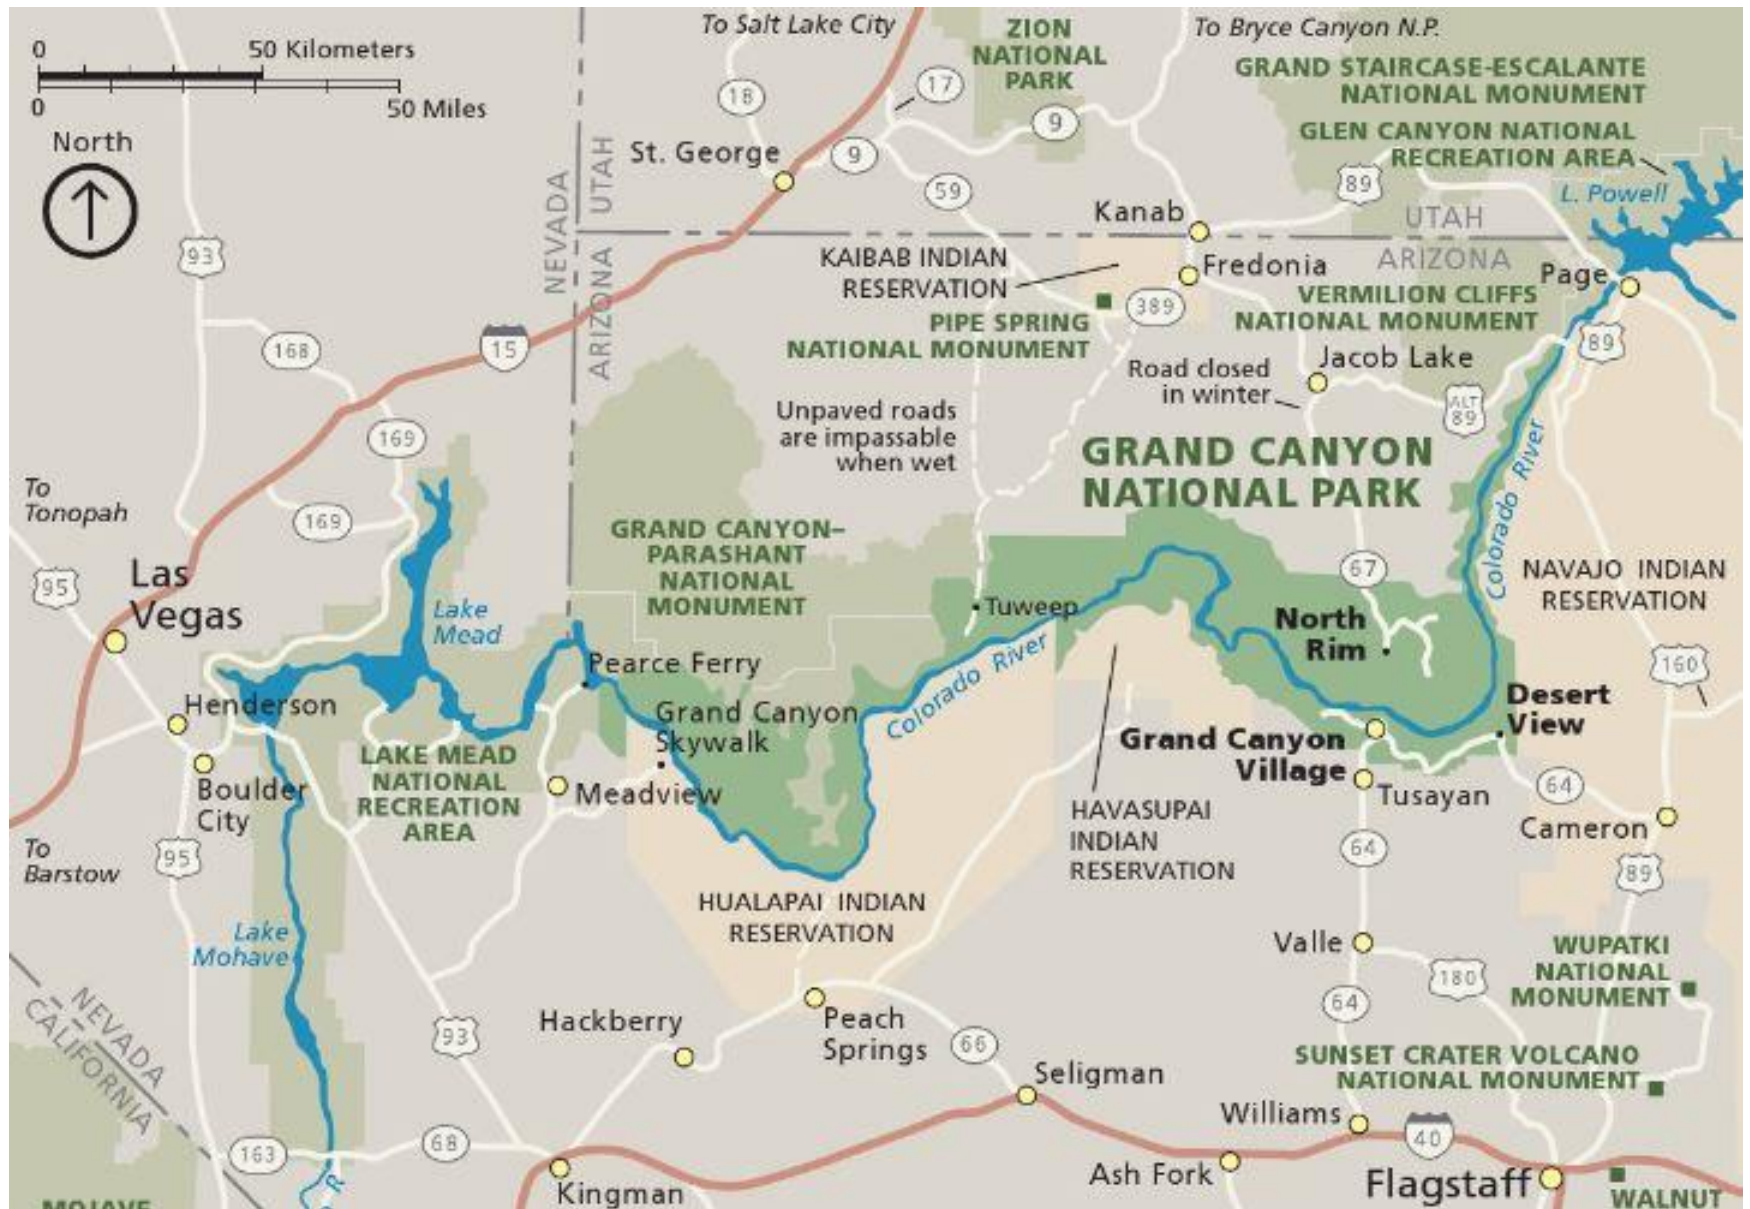 To Salt Lake City
To Bryce Canyon N.P.
ZION
NATIONAL
PARK
0
50 Kilometers
0
50 Miles
North
GRAND STAIRCASE-ESCALANTE
NATIONAL MONUMENT
GLEN CANYON NATIONAL
RECREATION AREA
18
17
9
9
St. George
59
89
L. Powell
Kanab
UTAH
ARIZONA
NEVADA
UTAH
ARIZONA
93
KAIBAB INDIAN
RESERVATION
Fredonia
Page
389
VERMILION CLIFFS
NATIONAL MONUMENT
PIPE SPRING
NATIONAL MONUMENT
15
168
89
Jacob Lake
Road closed
in winter
ALT
89
Unpaved roads
are impassable
when wet
169
GRAND CANYON
NATIONAL PARK
Colorado River
To
Tonopah
169
GRAND CANYON–
PARASHANT
NATIONAL
MONUMENT
95
Las
Vegas
Lake
Mead
Tuweep
67
North
Rim
NAVAJO INDIAN
RESERVATION
160
Pearce Ferry
Colorado River
Henderson
Grand Canyon
Skywalk
Desert
View
Grand Canyon
Village
LAKE MEAD
NATIONAL
RECREATION
AREA
Boulder
City
Meadview
Tusayan
64
Cameron
HAVASUPAI
INDIAN
RESERVATION
To
Barstow
95
64
89
HUALAPAI INDIAN
RESERVATION
Lake
Mohave
Valle
180
WUPATKI
NATIONAL
MONUMENT
NEVADA
CALIFORNIA
64
Hackberry
Peach
Springs
93
66
SUNSET CRATER VOLCANO
NATIONAL MONUMENT
Seligman
Williams
40
163
68
Ash Fork
Flagstaff
Kingman
R
WALNUT
MOJAVE